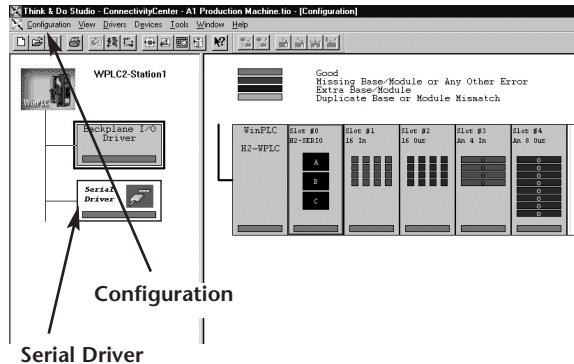 Think & Do Studio - ConnectivityCenter - A1 Production Machine.tio - [Configuration]
Configuration View Drivers Devices Tools Window Help
WPLC2-Station1
WinPLC
Backplane I/O
Driver
Serial
Driver
Good
Missing Base/Module or Any Other Error
Extra Base/Module
Duplicate Base or Module Mismatch
WinPLC
H2-WPLC
Slot #0
H2-SERIO
A
B
C
Slot #1
16 In
Slot #2
16 Out
Slot #3
An 4 In
Slot #4
An 8 Out
Configuration
Serial Driver